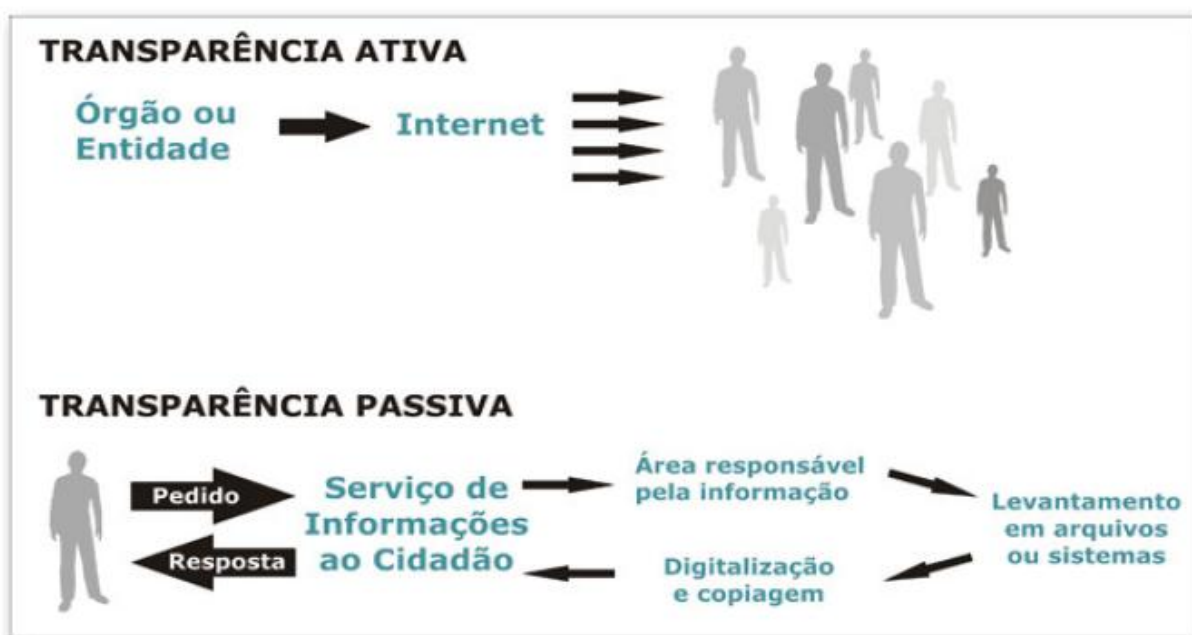 TRANSPARÊNCIA ATIVA
Órgão ou
Entidade
Internet
TRANSPARÊNCIA PASSIVA
Pedido
Resposta
Serviço de
Informações
ao Cidadão
Área responsável
pela informação
Levantamento
em arquivos
ou sistemas
Digitalização
e copiagem